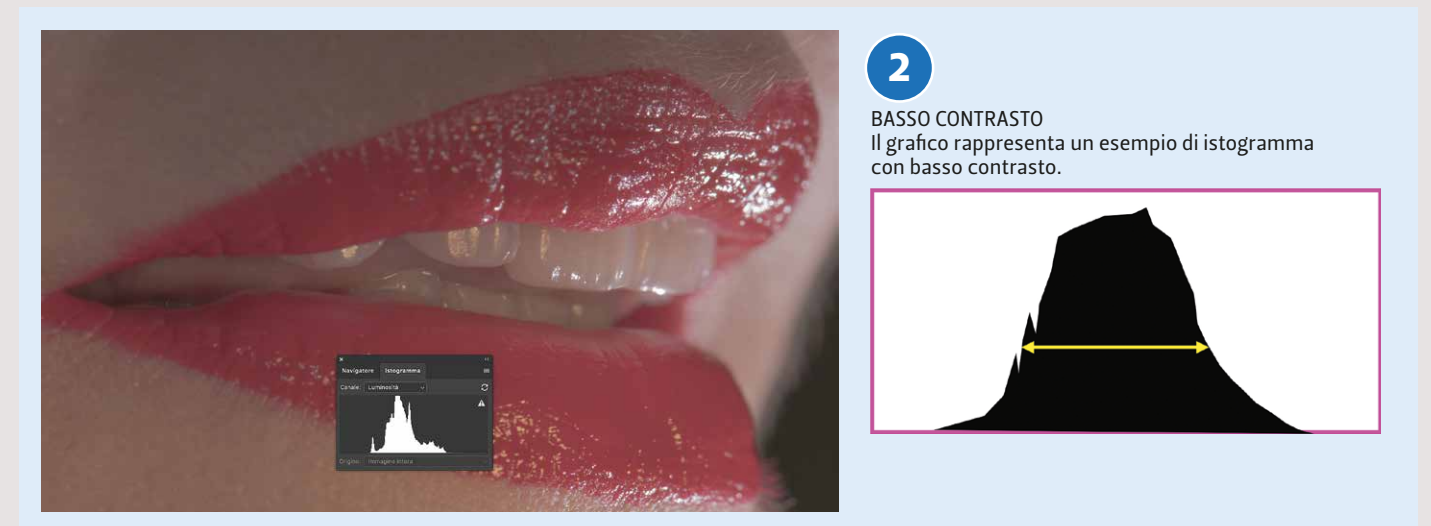 2
BASSO CONTRASTO
Il grafico rappresenta un esempio di istogramma
con basso contrasto.
Navigatore Istogramma
Canale: Luminosità
Origine: Immagine intera